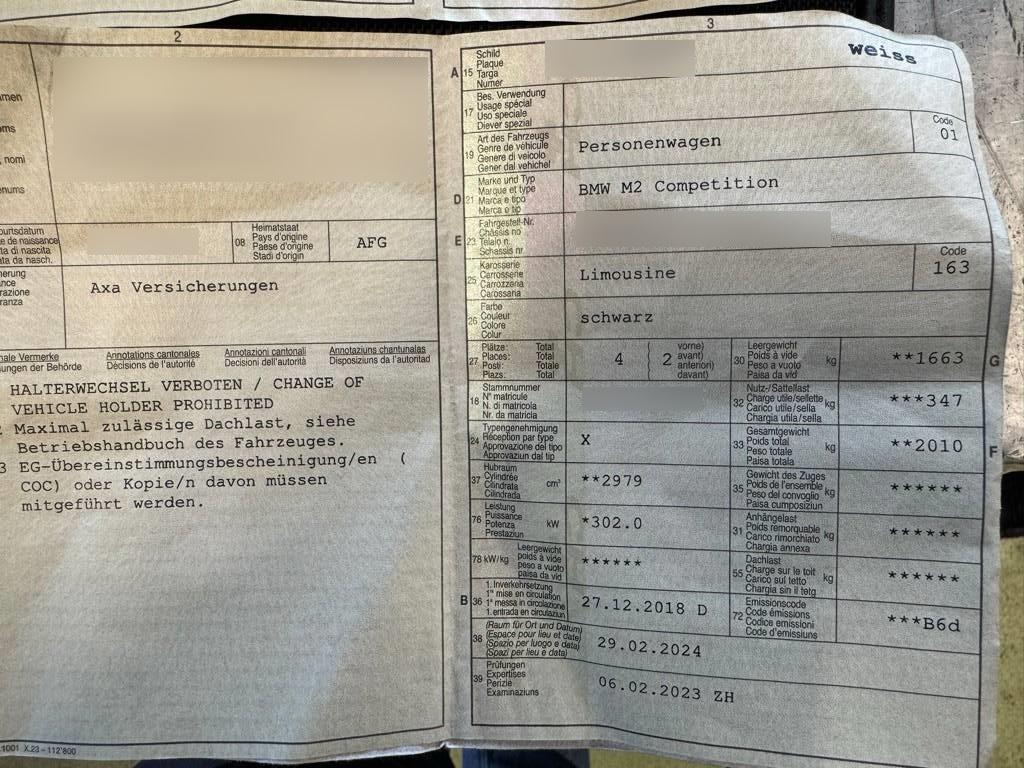 2
men
ms
, nomi
nums
burtsdatum
e de naissance
ta di nascita
ata da nasch.
08
Heimatstaat
Pays d'origine
Paese d'origine
Stadi d'origin
AFG
herung
ance
razione
ranza
Axa Versicherungen
nale Vermerke
ungen der Behörde
Annotations cantonales
Décisions de l'autorité
Annotazioni cantonali
Decisioni dell'autorità
Annotaziuns chantunalas
Disposiziuns da l'autoritad
HALTERWECHSEL VERBOTEN / CHANGE OF
VEHICLE HOLDER PROHIBITED
Maximal zulässige Dachlast, siehe
Betriebshandbuch des Fahrzeuges.
3 EG-Übereinstimmungsbescheinigung/en (
COC) oder Kopie/n davon müssen
mitgeführt werden.
1001 X.23 – 112'800
3
A 15
Schild
Plaque
Targa
Numer
Weiss
17
Bes. Verwendung
Usage spécial
Uso speciale
Diever spezial
19
Art des Fahrzeugs
Genre de véhicule
Genere di veicolo
Gener dal vehichel
Personenwagen
Code
01
D 21
Marke und Typ
Marque et type
Marca e tipo
Marca e tip
BMW M2 Competition
E 23
Fahrgestell-Nr.
Châssis no
Telaio n.
Schassis nr
25
Karosserie
Carrosserie
Carrozzeria
Carossaria
Limousine
Code
163
26
Farbe
Couleur
Colore
Colur
schwarz
27
Plätze: Total
Places: Total
Posti: Totale
Plazs: Total
4
( 2
vorne)
avant)
anteriori)
davant)
30
Leergewicht
Poids à vide
Peso a vuoto
Paisa da vid
kg
**1663
G
18
Stammnummer
N° matricule
N. di matricola
Nr. da matricla
32
Nutz-/Sattellast
Charge utile/sellette
Carico utile/sella
Chargia utila/sella
kg
***347
24
Typengenehmigung
Réception par type
Approvazione del tipo
Approvaziun dal tip
X
33
Gesamtgewicht
Poids total
Peso totale
Paisa totala
kg
**2010
F
37
Hubraum
Cylindrée
Cilindrata
Cilindrada
cm³
**2979
35
Gewicht des Zuges
Poids de l'ensemble
Peso del convoglio
Paisa cumposiziun
kg
******
76
Leistung
Puissance
Potenza
Prestaziun
kW
*302.0
31
Anhängelast
Poids remorquable
Carico rimorchiato
Chargia annexa
kg
******
78 kW/kg
Leergewicht
poids à vide
peso a vuoto
paisa da vid
******
55
Dachlast
Charge sur le toit
Carico sul tetto
Chargia sin il tetg
kg
******
B 36
1. Inverkehrsetzung
1re mise en circulation
1a messa in circolazione
1. entrada en circulaziun
27.12.2018 D
72
Emissionscode
Code émissions
Codice emissioni
Code d'emissiuns
***B6d
38
(Raum für Ort und Datum)
(Espace pour lieu et date)
(Spazio per luogo e data)
(Spazi per lieu e data)
29.02.2024
39
Prüfungen
Expertises
Perizie
Examinaziuns
06.02.2023 ZH